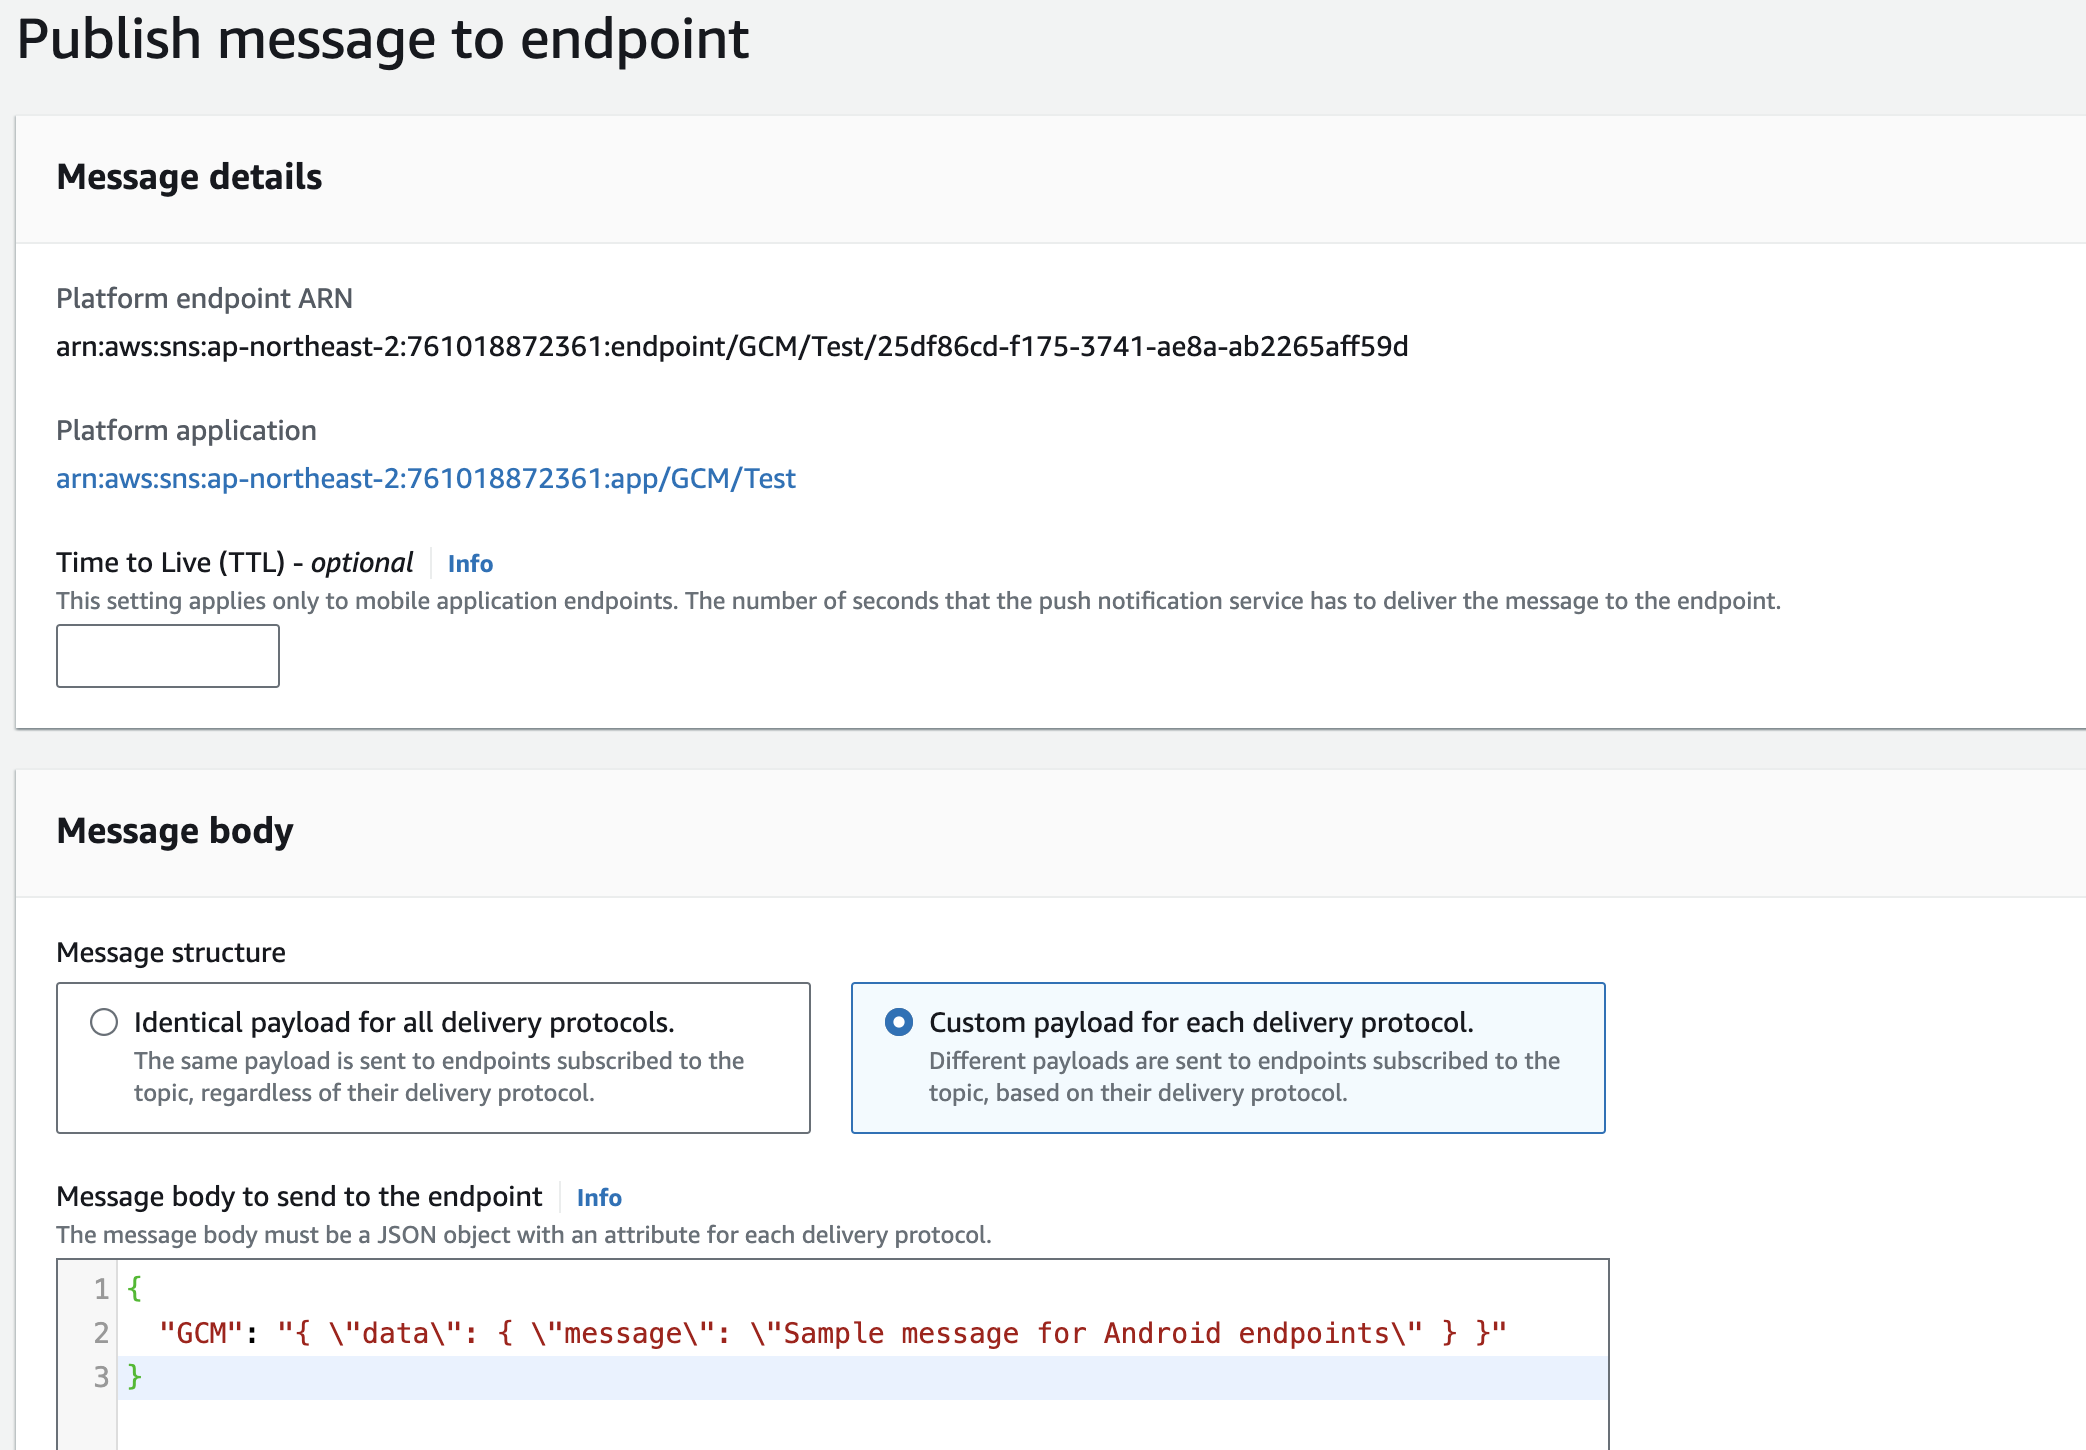 Publish message to endpoint
Message details
Platform endpoint ARN
arn:aws:sns:ap-northeast-2:761018872361:endpoint/GCM/Test/25df86cd-f175-3741-ae8a-ab2265aff59d
Platform application
arn:aws:sns:ap-northeast-2:761018872361:app/GCM/Test
Time to Live (TTL) - optional Info
This setting applies only to mobile application endpoints. The number of seconds that the push notification service has to deliver the message to the endpoint.
Message body
Message structure
Identical payload for all delivery protocols.
The same payload is sent to endpoints subscribed to the
topic, regardless of their delivery protocol.
Custom payload for each delivery protocol.
Different payloads are sent to endpoints subscribed to the
topic, based on their delivery protocol.
Message body to send to the endpoint Info
The message body must be a JSON object with an attribute for each delivery protocol.
1 {
2 "GCM": "{ \"data\": { \"message\": \"Sample message for Android endpoints\" } }"
3 }